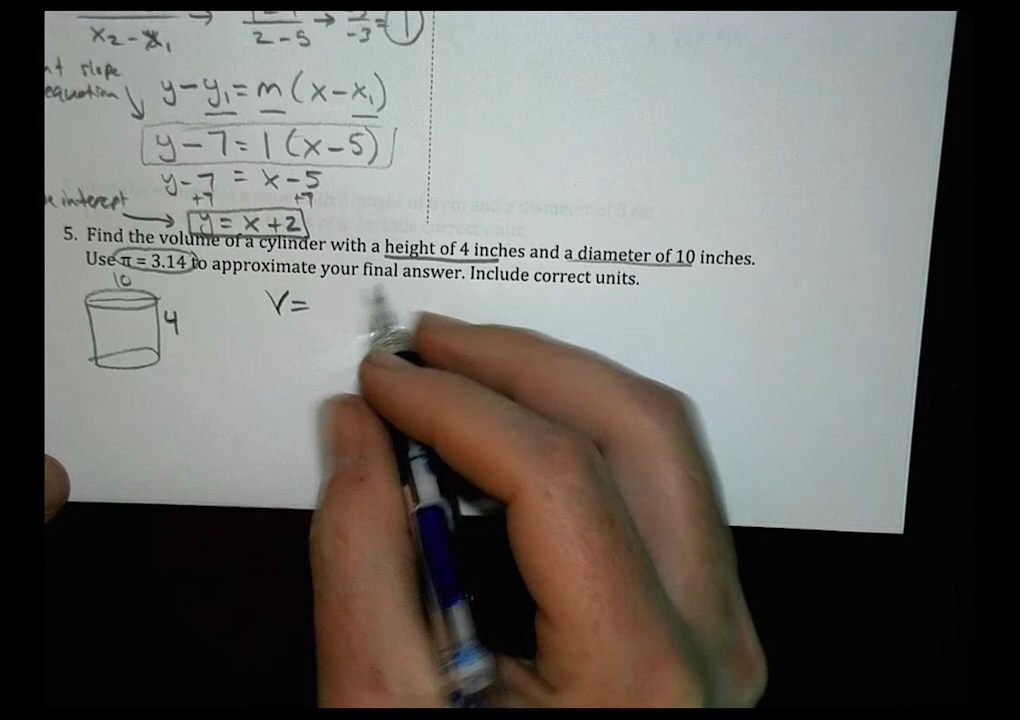 x2 - x1 → 2 - 5 → -3 = 1
slope
equation ↓ y - y1 = m (x - x1)
y - 7 = 1 (x - 5)
y - 7 = x - 5
+7 +7
intercept → y = x + 2
5. Find the volume of a cylinder with a height of 4 inches and a diameter of 10 inches.
Use π = 3.14 to approximate your final answer. Include correct units.
10
4
V =